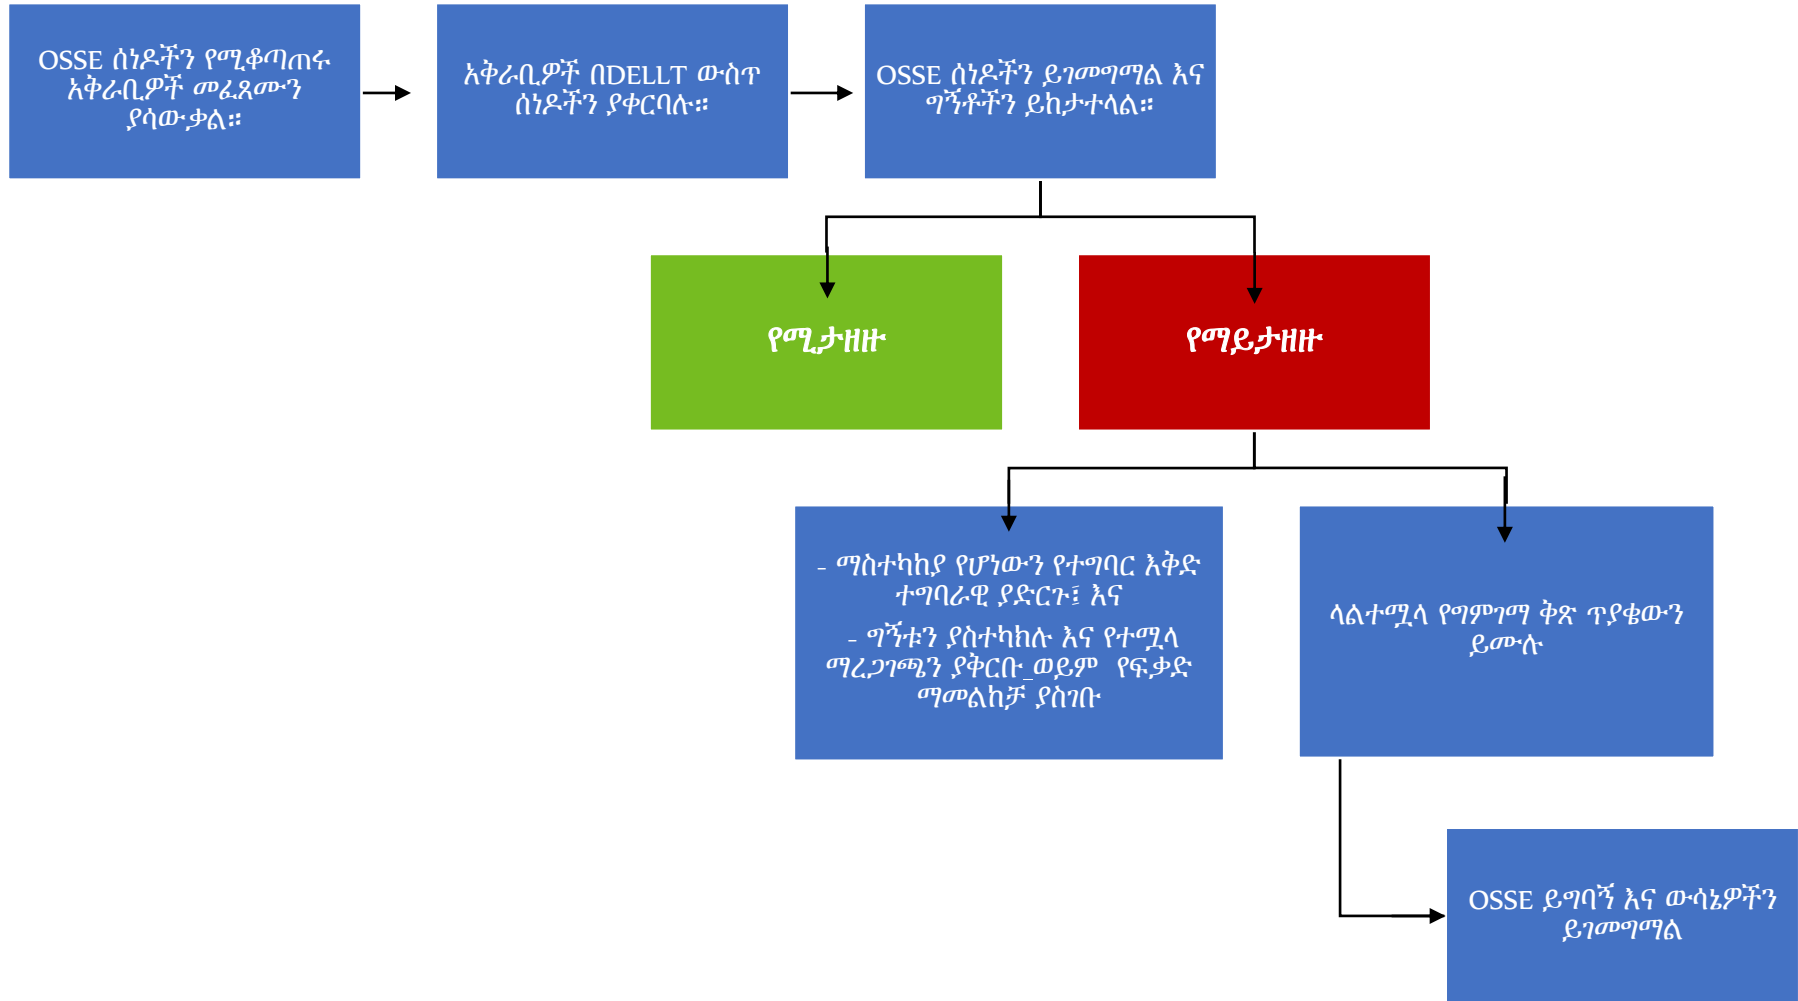 OSSE ሰነዶችን የሚቆጣጠሩ
አቅራቢዎች መፈጸሙን
ያሳውቃል።
አቅራቢዎች በDELLT ውስጥ
ሰነዶችን ያቀርባሉ።
OSSE ሰነዶችን ይገመግማል እና
ግኝቶችን ይከታተላል።
የሚታዘዙ
የማይታዘዙ
- ማስተካከያ የሆነውን የተግባር እቅድ
ተግባራዊ ያድርጉ፤ እና
- ግኝቱን ያስተካክሉ እና የተሟላ
ማረጋገጫን ያቅርቡ ወይም የፍቃድ
ማመልከቻ ያስገቡ
ላልተሟላ የግምገማ ቅጽ ጥያቄውን
ይሙሉ
OSSE ይግባኝ እና ውሳኔዎችን
ይገመግማል